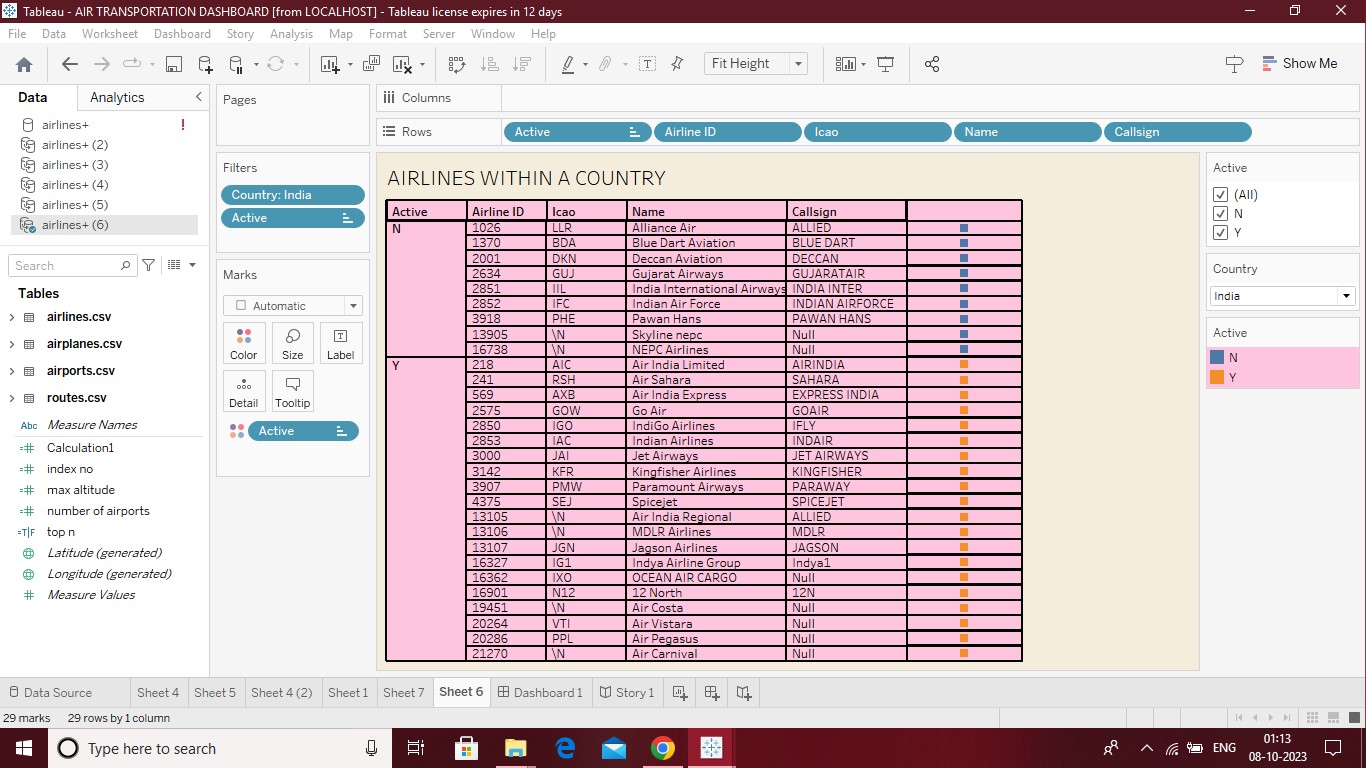 Tableau - AIR TRANSPORTATION DASHBOARD [from LOCALHOST] - Tableau license expires in 12 days
File Data Worksheet Dashboard Story Analysis Map Format Server Window Help
Fit Height
Show Me
Data Analytics
airlines+ !
airlines+ (2)
airlines+ (3)
airlines+ (4)
airlines+ (5)
airlines+ (6)
Search
Tables
airlines.csv
airplanes.csv
airports.csv
routes.csv
Abc Measure Names
Calculation1
index no
max altitude
number of airports
top n
Latitude (generated)
Longitude (generated)
Measure Values
Pages
Filters
Country: India
Active
Marks
Automatic
Color Size Label
Detail Tooltip
Active
Columns
Rows Active Airline ID Icao Name Callsign
AIRLINES WITHIN A COUNTRY
Active Airline ID Icao Name Callsign
N 1026 LLR Alliance Air ALLIED
1370 BDA Blue Dart Aviation BLUE DART
2001 DKN Deccan Aviation DECCAN
2634 GUJ Gujarat Airways GUJARATAIR
2851 IIL India International Airways INDIA INTER
2852 IFC Indian Air Force INDIAN AIRFORCE
3918 PHE Pawan Hans PAWAN HANS
13905 \N Skyline nepc Null
16738 \N NEPC Airlines Null
Y 218 AIC Air India Limited AIRINDIA
241 RSH Air Sahara SAHARA
569 AXB Air India Express EXPRESS INDIA
2575 GOW Go Air GOAIR
2850 IGO IndiGo Airlines IFLY
2853 IAC Indian Airlines INDAIR
3000 JAI Jet Airways JET AIRWAYS
3142 KFR Kingfisher Airlines KINGFISHER
3907 PMW Paramount Airways PARAWAY
4375 SEJ Spicejet SPICEJET
13105 \N Air India Regional ALLIED
13106 \N MDLR Airlines MDLR
13107 JGN Jagson Airlines JAGSON
16327 IG1 Indya Airline Group Indya1
16362 IXO OCEAN AIR CARGO Null
16901 N12 12 North 12N
19451 \N Air Costa Null
20264 VTI Air Vistara Null
20286 PPL Air Pegasus Null
21270 \N Air Carnival Null
Active
(All)
N
Y
Country
India
Active
N
Y
Data Source Sheet 4 Sheet 5 Sheet 4 (2) Sheet 1 Sheet 7 Sheet 6 Dashboard 1 Story 1
29 marks 29 rows by 1 column
Type here to search
ENG
01:13
08-10-2023